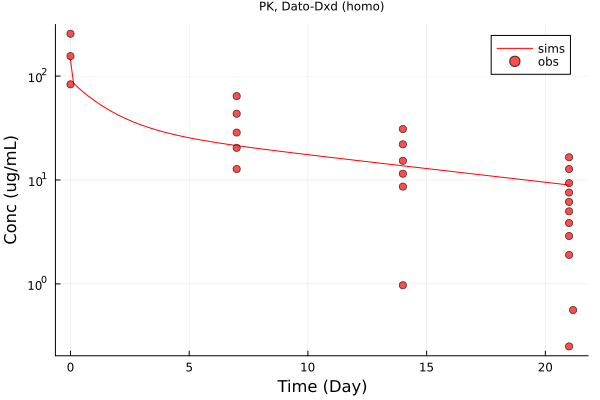 PK, Dato-Dxd (homo)
sims
obs
10²
10¹
10⁰
Conc (ug/mL)
0 5 10 15 20
Time (Day)